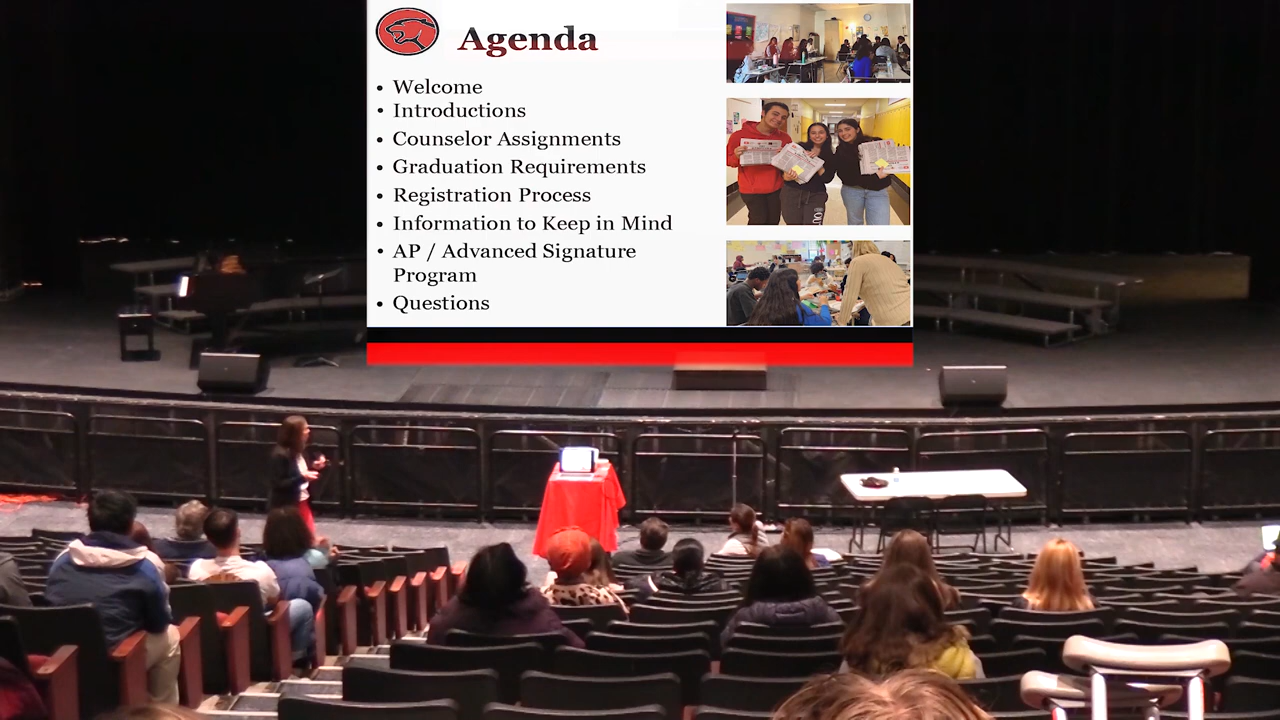 Agenda
• Welcome
• Introductions
• Counselor Assignments
• Graduation Requirements
• Registration Process
• Information to Keep in Mind
• AP / Advanced Signature
Program
• Questions